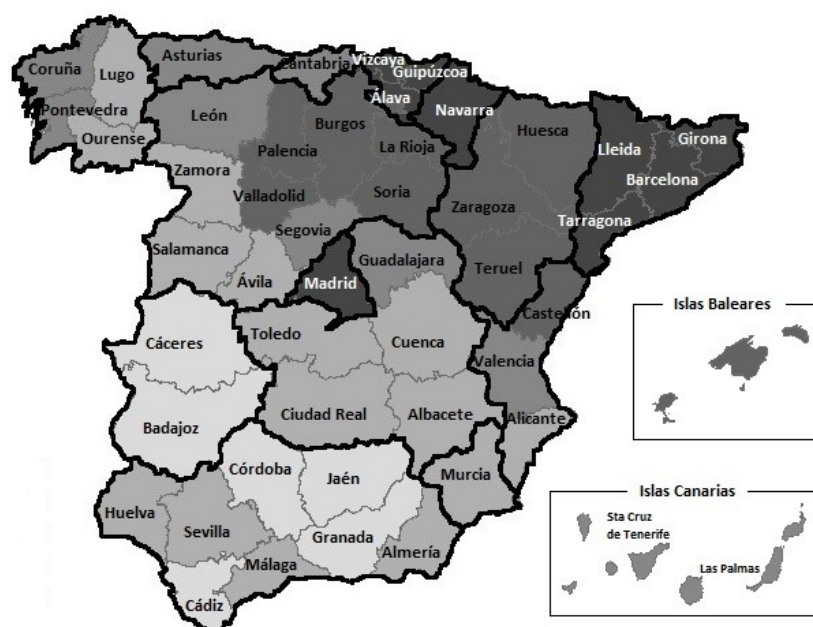 Coruña
Lugo
Asturias
Cantabria
Vizcaya
Guipúzcoa
Álava
Navarra
Pontevedra
Ourense
León
Palencia
Burgos
La Rioja
Huesca
Lleida
Girona
Barcelona
Tarragona
Zamora
Valladolid
Soria
Zaragoza
Segovia
Salamanca
Ávila
Madrid
Guadalajara
Teruel
Castellón
Cáceres
Toledo
Cuenca
Valencia
Badajoz
Ciudad Real
Albacete
Alicante
Córdoba
Jaén
Murcia
Huelva
Sevilla
Granada
Almería
Málaga
Cádiz
Islas Baleares
Islas Canarias
Sta Cruz
de Tenerife
Las Palmas